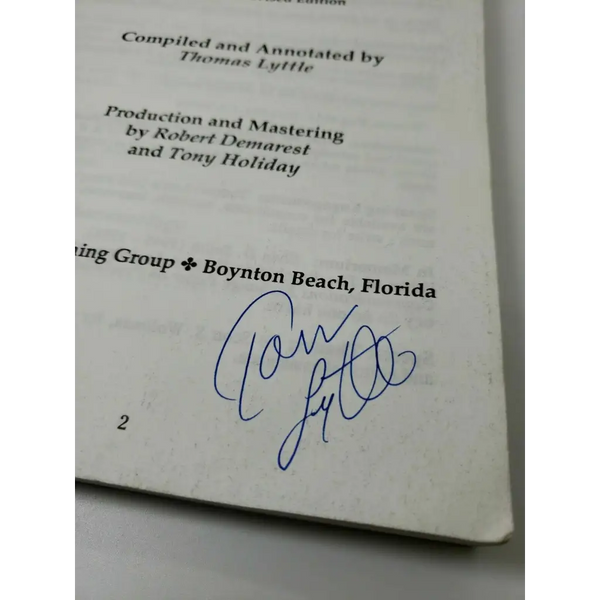 Edition
Compiled and Annotated by
Thomas Lyttle
Production and Mastering
by Robert Demarest
and Tony Holiday
Group ✤ Boynton Beach, Florida
Tom
Lyttle
2